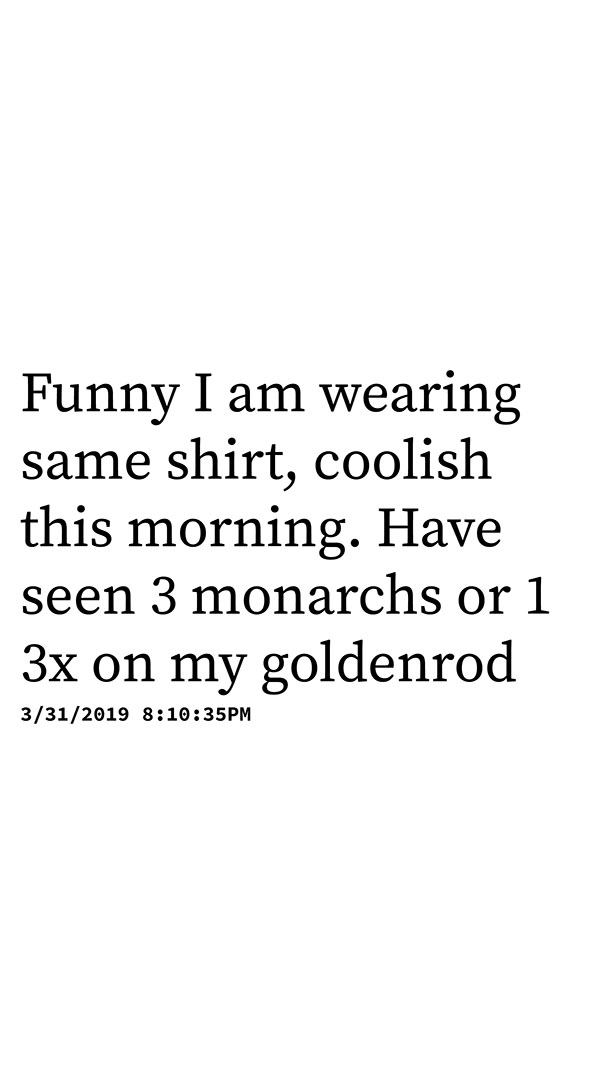 Funny I am wearing
same shirt, coolish
this morning. Have
seen 3 monarchs or 1
3x on my goldenrod
3/31/2019 8:10:35PM